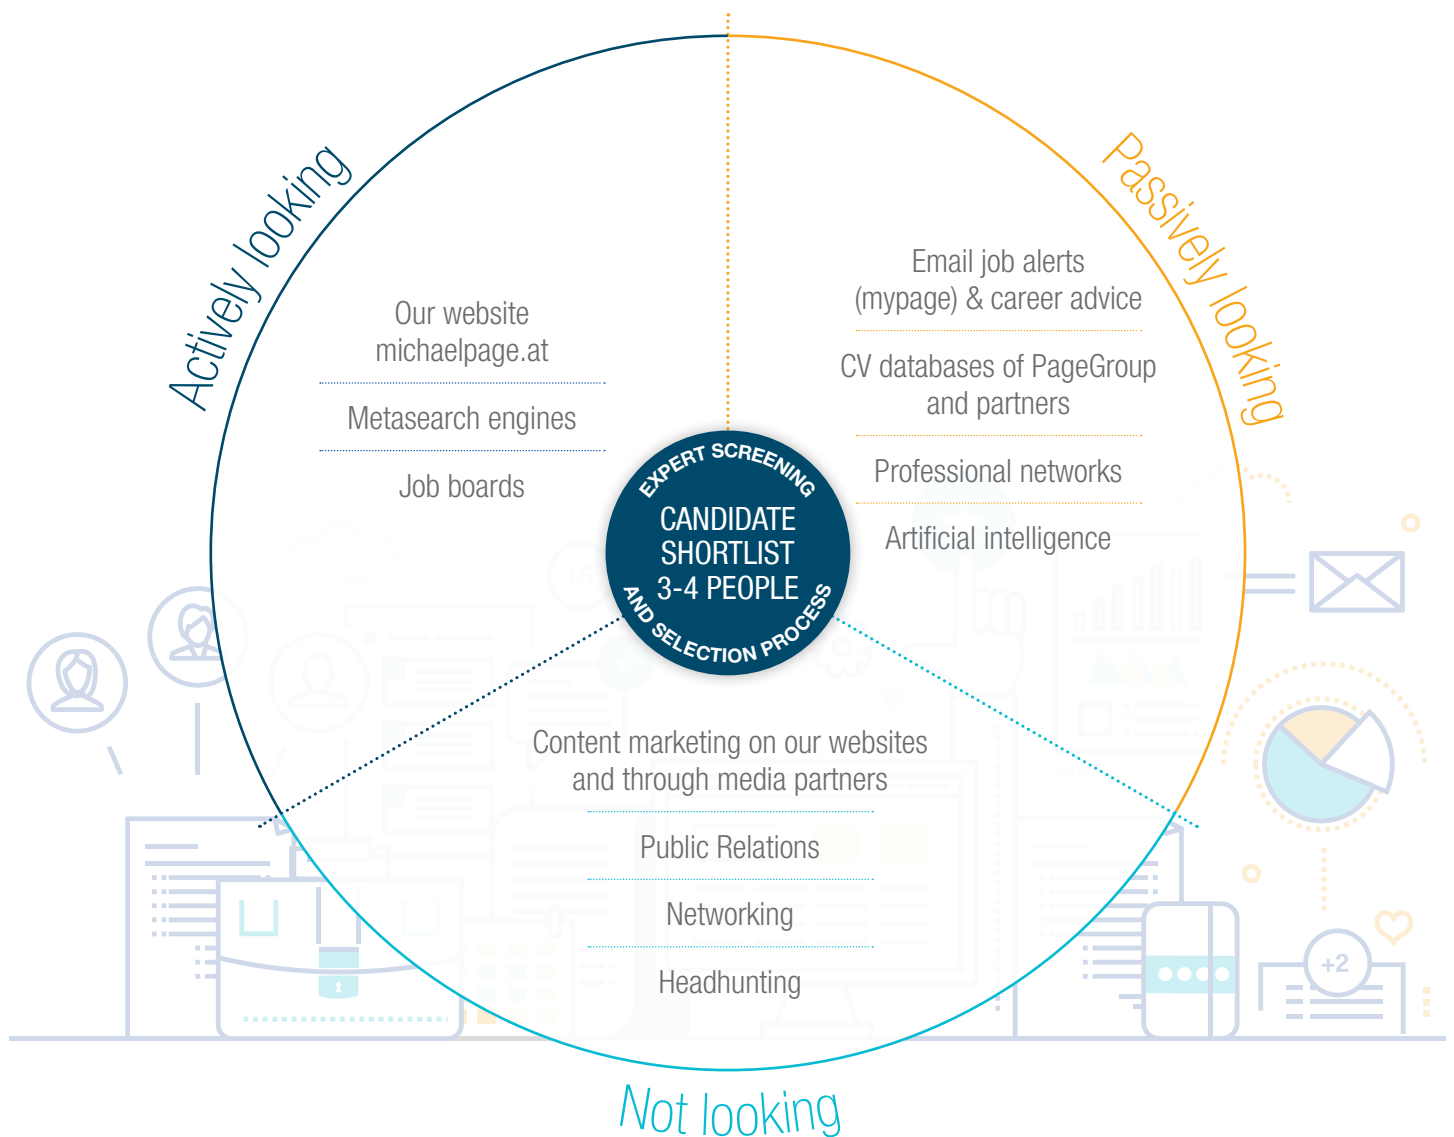 Actively looking
Our website
michaelpage.at
Metasearch engines
Job boards
Passively looking
Email job alerts
(mypage) & career advice
CV databases of PageGroup
and partners
Professional networks
Artificial intelligence
EXPERT SCREENING
CANDIDATE
SHORTLIST
3-4 PEOPLE
AND SELECTION PROCESS
+5
Content marketing on our websites
and through media partners
Public Relations
Networking
Headhunting
+2
Not looking